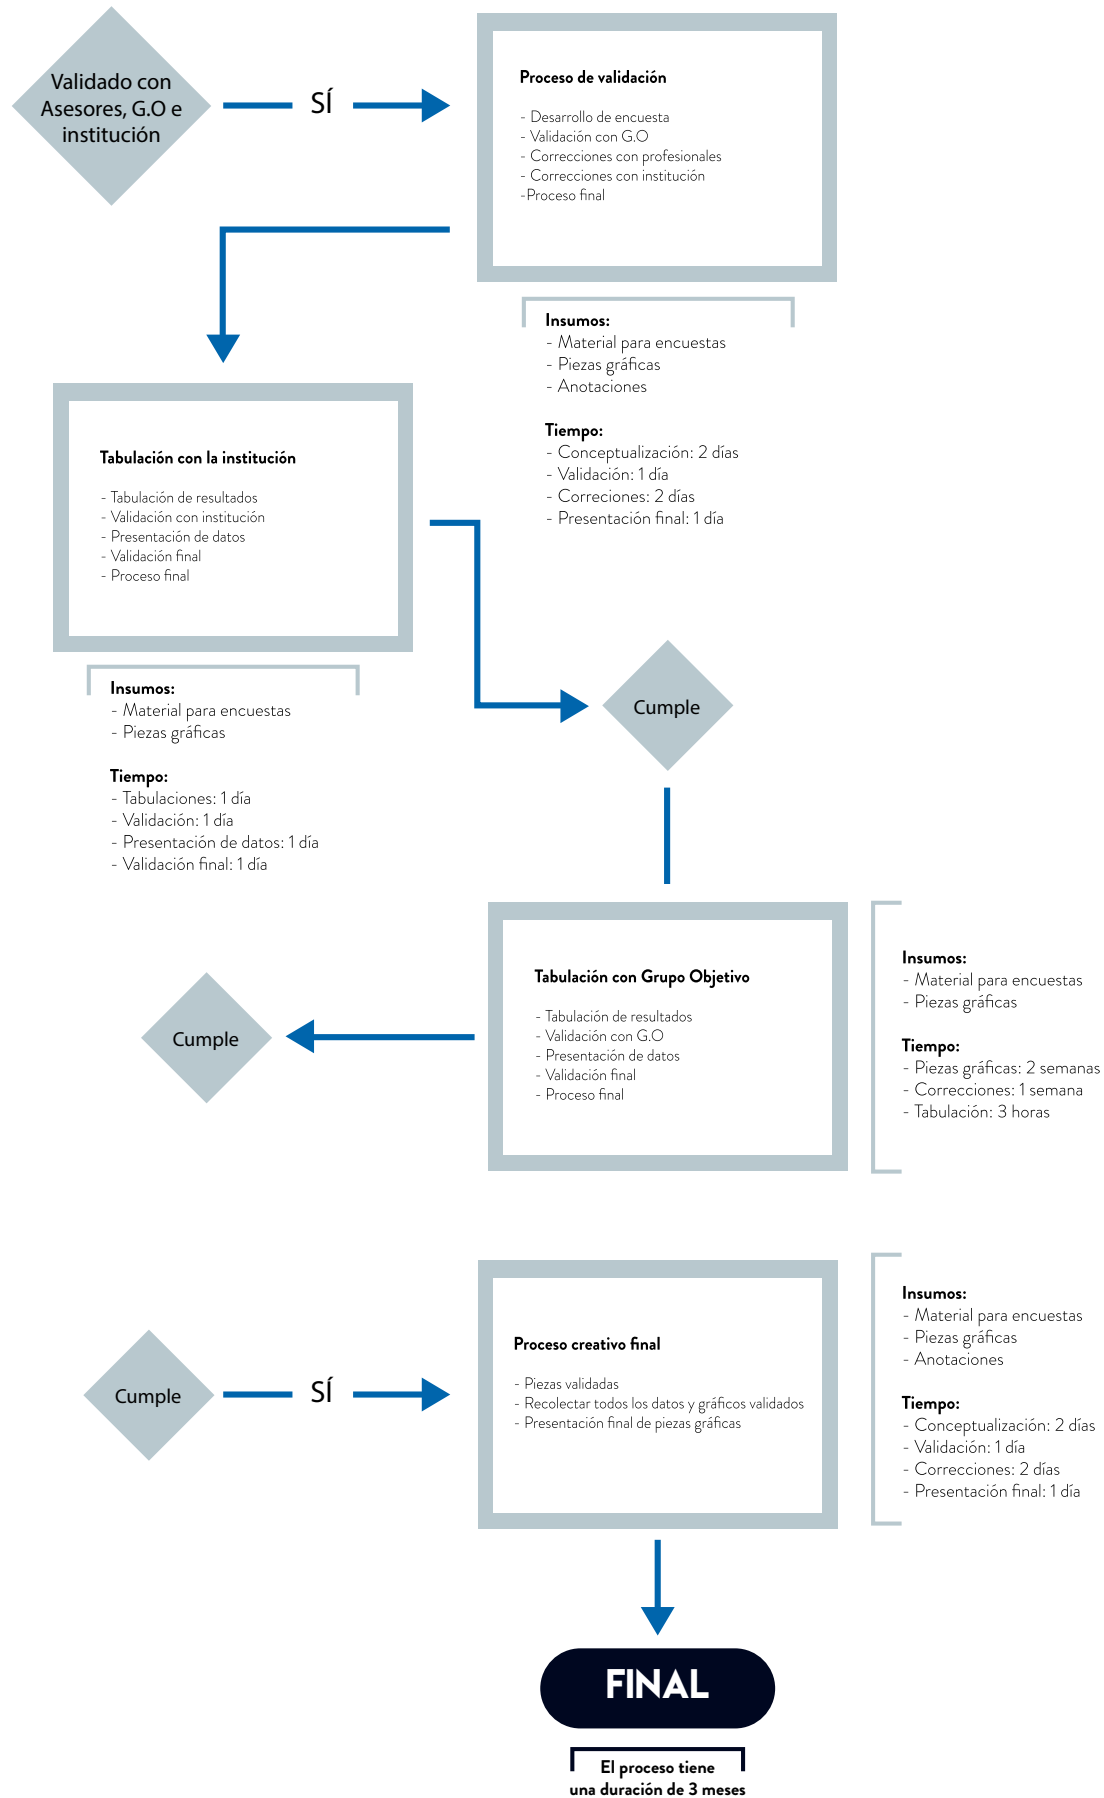 Validado con
Asesores, G.O e
institución
SÍ
Proceso de validación
- Desarrollo de encuesta
- Validación con G.O
- Correcciones con profesionales
- Correcciones con institución
-Proceso final
Insumos:
- Material para encuestas
- Piezas gráficas
- Anotaciones
Tiempo:
- Conceptualización: 2 días
- Validación: 1 día
- Correciones: 2 días
- Presentación final: 1 día
Tabulación con la institución
- Tabulación de resultados
- Validación con institución
- Presentación de datos
- Validación final
- Proceso final
Insumos:
- Material para encuestas
- Piezas gráficas
Tiempo:
- Tabulaciones: 1 día
- Validación: 1 día
- Presentación de datos: 1 día
- Validación final: 1 día
Cumple
Tabulación con Grupo Objetivo
- Tabulación de resultados
- Validación con G.O
- Presentación de datos
- Validación final
- Proceso final
Insumos:
- Material para encuestas
- Piezas gráficas
Tiempo:
- Piezas gráficas: 2 semanas
- Correcciones: 1 semana
- Tabulación: 3 horas
Cumple
Cumple
SÍ
Proceso creativo final
- Piezas validadas
- Recolectar todos los datos y gráficos validados
- Presentación final de piezas gráficas
Insumos:
- Material para encuestas
- Piezas gráficas
- Anotaciones
Tiempo:
- Conceptualización: 2 días
- Validación: 1 día
- Correcciones: 2 días
- Presentación final: 1 día
FINAL
El proceso tiene
una duración de 3 meses